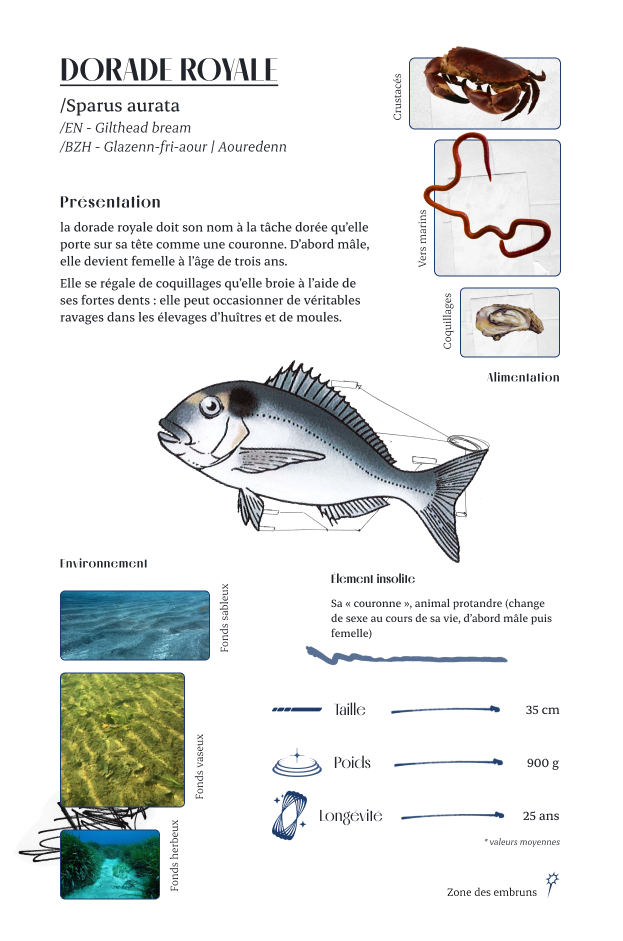 DORADE ROYALE
/Sparus aurata
/EN - Gilthead bream
/BZH - Glazenn-fri-aour | Aouredenn
Présentation
la dorade royale doit son nom à la tâche dorée qu'elle
porte sur sa tête comme une couronne. D'abord mâle,
elle devient femelle à l'âge de trois ans.
Elle se régale de coquillages qu'elle broie à l'aide de
ses fortes dents : elle peut occasionner de véritables
ravages dans les élevages d'huîtres et de moules.
Crustacés
Vers marins
Coquillages
Alimentation
Environnement
Fonds sableux
Fonds vaseux
Fonds herbeux
Élement insolite
Sa « couronne », animal protandre (change
de sexe au cours de sa vie, d'abord mâle puis
femelle)
Taille 35 cm
Poids 900 g
Longévité 25 ans
* valeurs moyennes
Zone des embruns